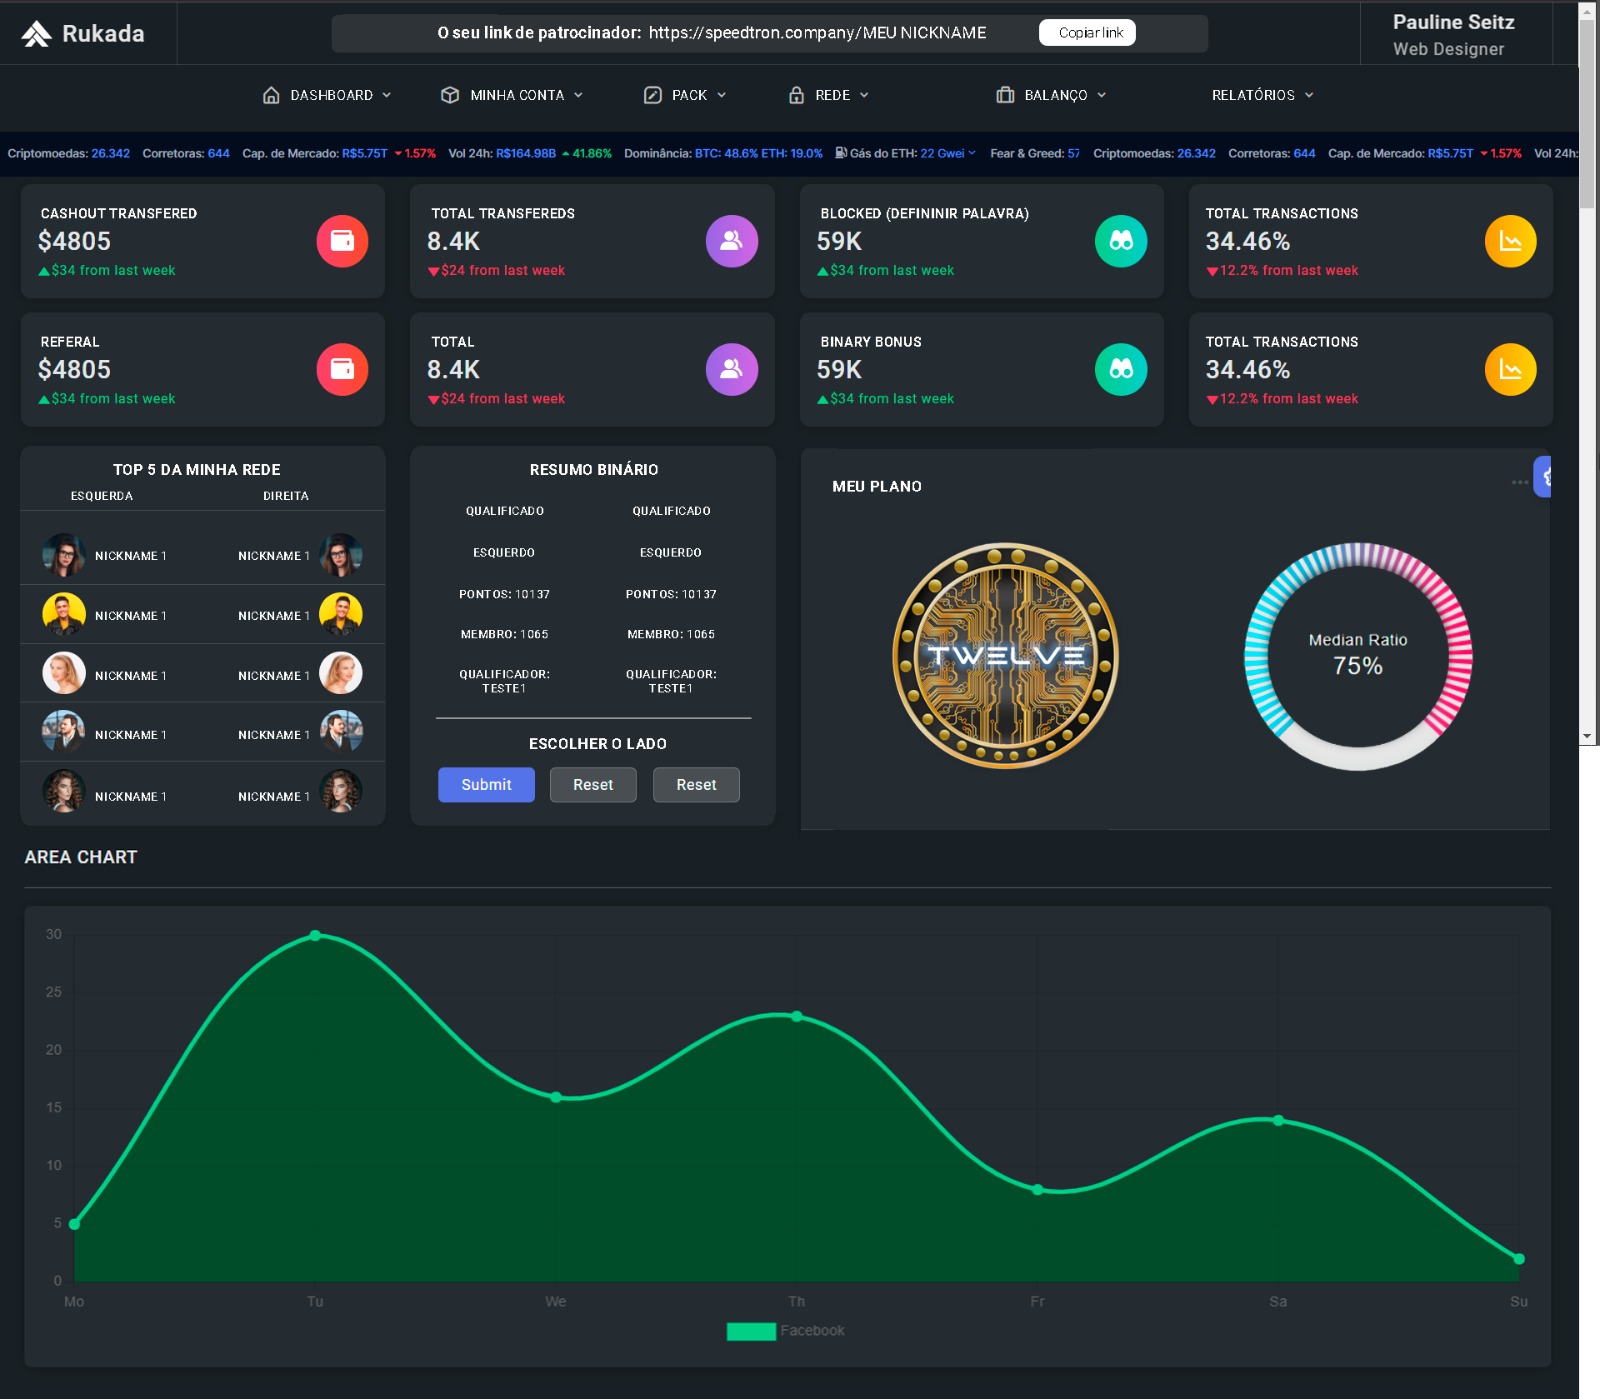 Rukada
O seu link de patrocinador: https://speedtron.company/MEU NICKNAME
Copiar link
Pauline Seitz
Web Designer
DASHBOARD MINHA CONTA PACK REDE BALANÇO RELATÓRIOS
Criptomoedas: 26.342 Corretoras: 644 Cap. de Mercado: R$5.75T 1.57% Vol 24h: R$164.98B 41.86% Dominância: BTC: 48.6% ETH: 19.0% Gás do ETH: 22 Gwei Fear & Greed: 57 Criptomoedas: 26.342 Corretoras: 644 Cap. de Mercado: R$5.75T 1.57% Vol 24h:
CASHOUT TRANSFERED
$4805
$34 from last week
TOTAL TRANSFEREDS
8.4K
$24 from last week
BLOCKED (DEFININIR PALAVRA)
59K
$34 from last week
TOTAL TRANSACTIONS
34.46%
12.2% from last week
REFERAL
$4805
$34 from last week
TOTAL
8.4K
$24 from last week
BINARY BONUS
59K
$34 from last week
TOTAL TRANSACTIONS
34.46%
12.2% from last week
TOP 5 DA MINHA REDE
ESQUERDA DIREITA
NICKNAME 1 NICKNAME 1
NICKNAME 1 NICKNAME 1
NICKNAME 1 NICKNAME 1
NICKNAME 1 NICKNAME 1
NICKNAME 1 NICKNAME 1
RESUMO BINÁRIO
QUALIFICADO QUALIFICADO
ESQUERDO ESQUERDO
PONTOS: 10137 PONTOS: 10137
MEMBRO: 1065 MEMBRO: 1065
QUALIFICADOR: QUALIFICADOR:
TESTE1 TESTE1
ESCOLHER O LADO
Submit Reset Reset
MEU PLANO
TWELVE
Median Ratio
75%
AREA CHART
30
25
20
15
10
5
0
Mo Tu We Th Fr Sa Su
Facebook